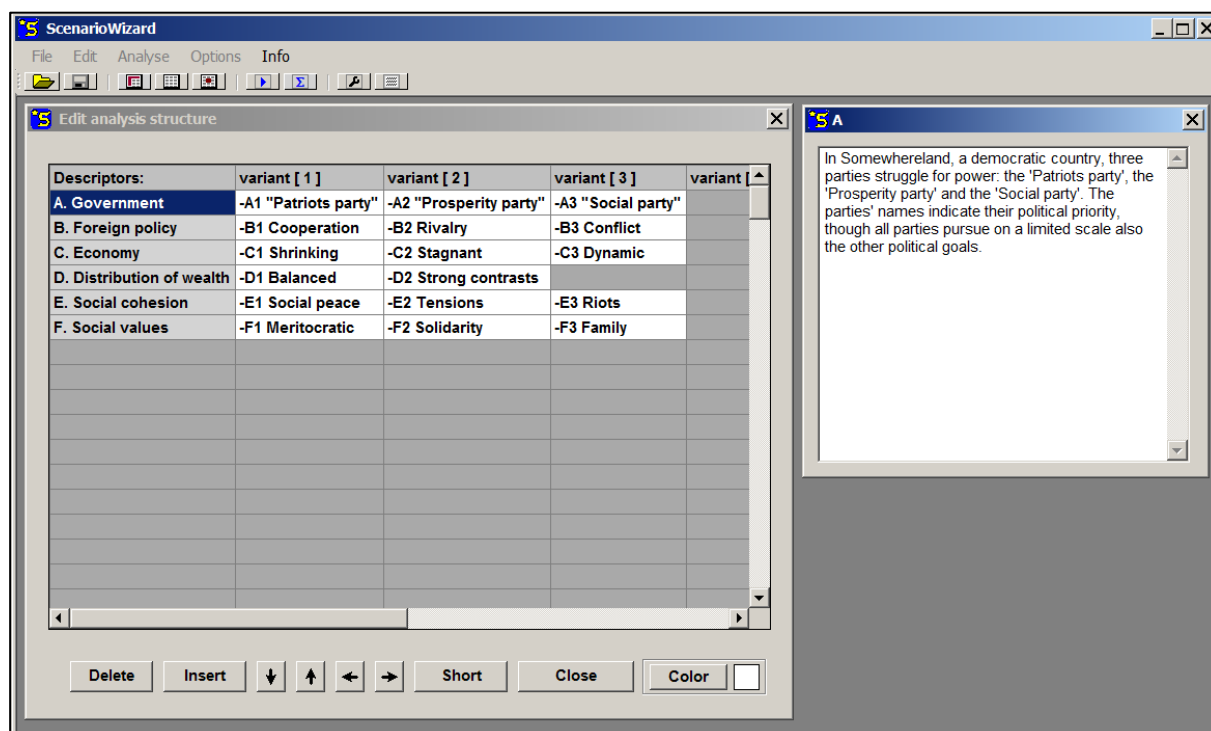 ScenarioWizard
File Edit Analyse Options Info
Edit analysis structure
Descriptors: variant [ 1 ] variant [ 2 ] variant [ 3 ] variant [
A. Government -A1 "Patriots party" -A2 "Prosperity party" -A3 "Social party"
B. Foreign policy -B1 Cooperation -B2 Rivalry -B3 Conflict
C. Economy -C1 Shrinking -C2 Stagnant -C3 Dynamic
D. Distribution of wealth -D1 Balanced -D2 Strong contrasts
E. Social cohesion -E1 Social peace -E2 Tensions -E3 Riots
F. Social values -F1 Meritocratic -F2 Solidarity -F3 Family
Delete Insert Short Close Color
A
In Somewhereland, a democratic country, three
parties struggle for power: the 'Patriots party', the
'Prosperity party' and the 'Social party'. The
parties' names indicate their political priority,
though all parties pursue on a limited scale also
the other political goals.